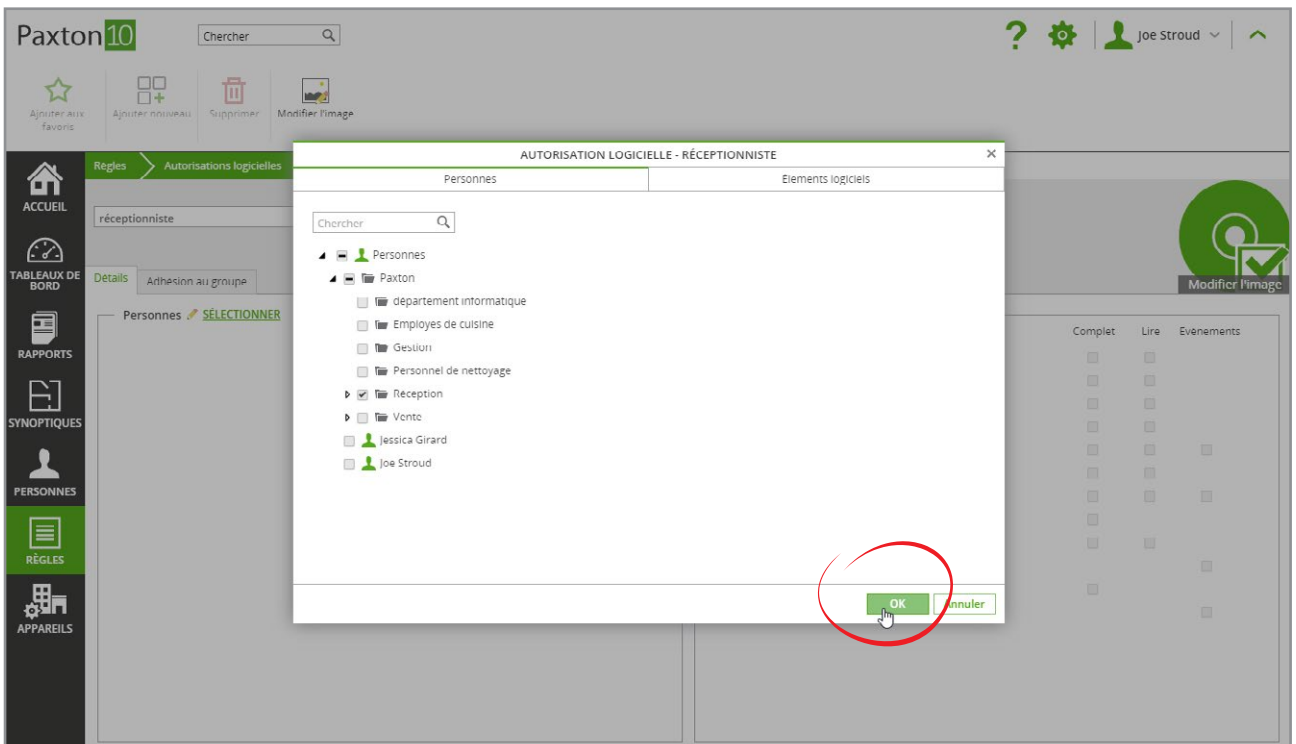 Paxton10
Chercher
Joe Stroud
Ajouter aux
favoris
Ajouter nouveau
Supprimer
Modifier l'image
Règles
Autorisations logicielles
AUTORISATION LOGICIELLE - RÉCEPTIONNISTE
Personnes
Elements logiciels
ACCUEIL
réceptionniste
Chercher
Personnes
Paxton
TABLEAUX DE
BORD
Détails
Adhésion au groupe
Modifier l'image
département informatique
Personnes SÉLECTIONNER
Employes de cuisine
Complet
Lire
Evènements
Gestion
RAPPORTS
Personnel de nettoyage
Reception
SYNOPTIQUES
Vente
Jessica Girard
Joe Stroud
PERSONNES
RÈGLES
OK
Annuler
APPAREILS